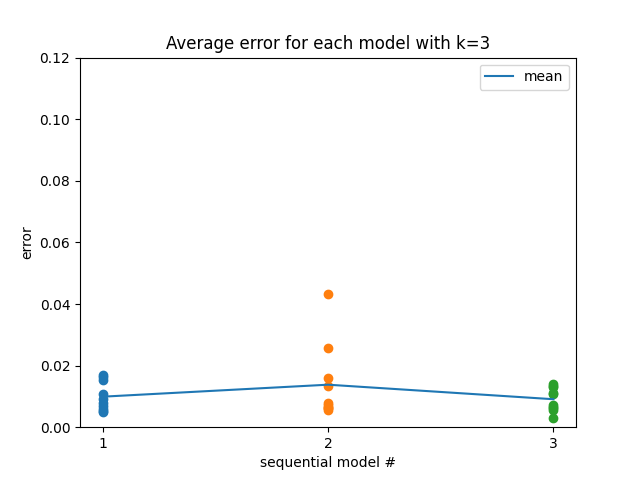 Average error for each model with k=3
mean
0.12
0.10
0.08
0.06
0.04
0.02
0.00
error
1 2 3
sequential model #